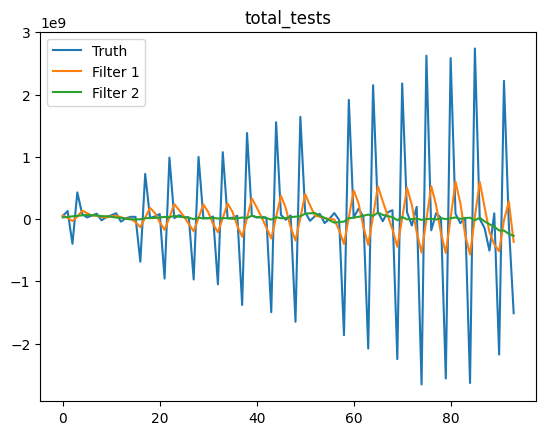 total_tests
1e9
Truth
Filter 1
Filter 2
3
2
1
0
−1
−2
0 20 40 60 80